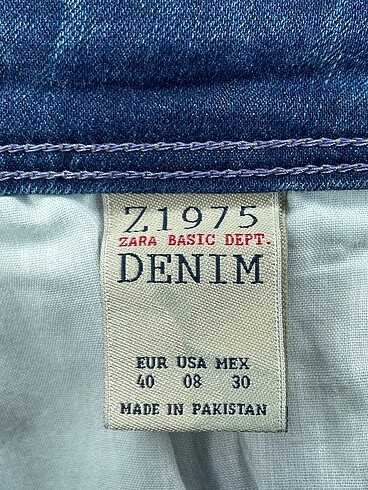 Z1975
ZARA BASIC DEPT.
DENIM
EUR USA MEX
40 08 30
MADE IN PAKISTAN